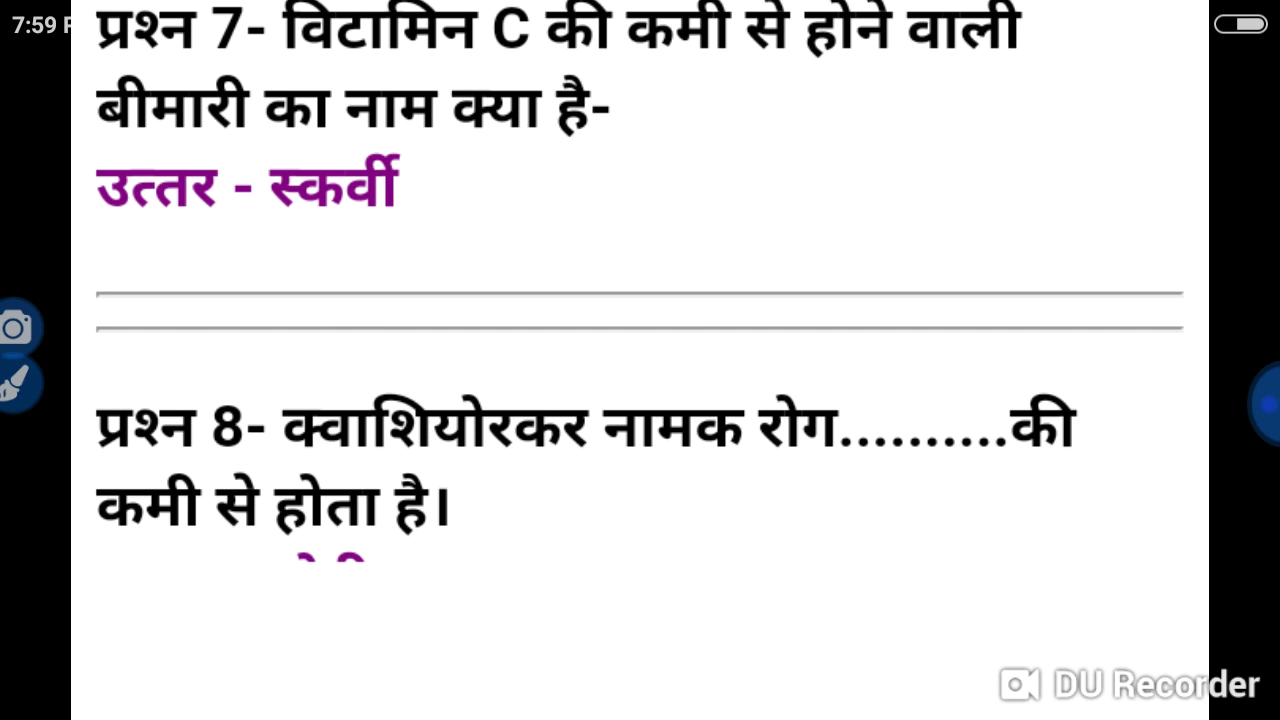 7:59
प्रश्न 7- विटामिन C की कमी से होने वाली
बीमारी का नाम क्या है-
उत्तर - स्कर्वी
प्रश्न 8- क्वाशियोरकर नामक रोग..........की
कमी से होता है।
DU Recorder